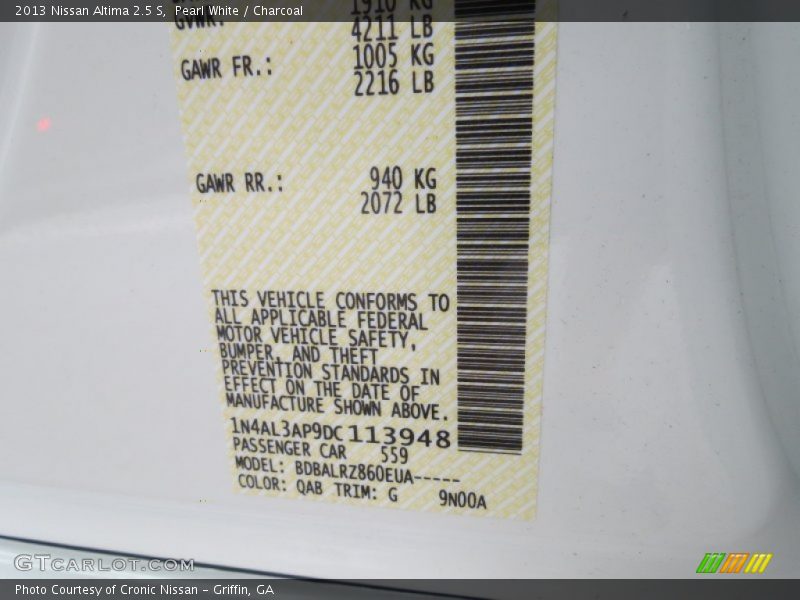 2013 Nissan Altima 2.5 S, Pearl White / Charcoal
1910 KG
GVWR: 4211 LB
GAWR FR.: 1005 KG
2216 LB
GAWR RR.: 940 KG
2072 LB
THIS VEHICLE CONFORMS TO
ALL APPLICABLE FEDERAL
MOTOR VEHICLE SAFETY,
BUMPER, AND THEFT
PREVENTION STANDARDS IN
EFFECT ON THE DATE OF
MANUFACTURE SHOWN ABOVE.
1N4AL3AP9DC113948
PASSENGER CAR 559
MODEL: BDBALRZ860EUA-----
COLOR: QAB TRIM: G 9N00A
GTCARLOT.COM
Photo Courtesy of Cronic Nissan - Griffin, GA